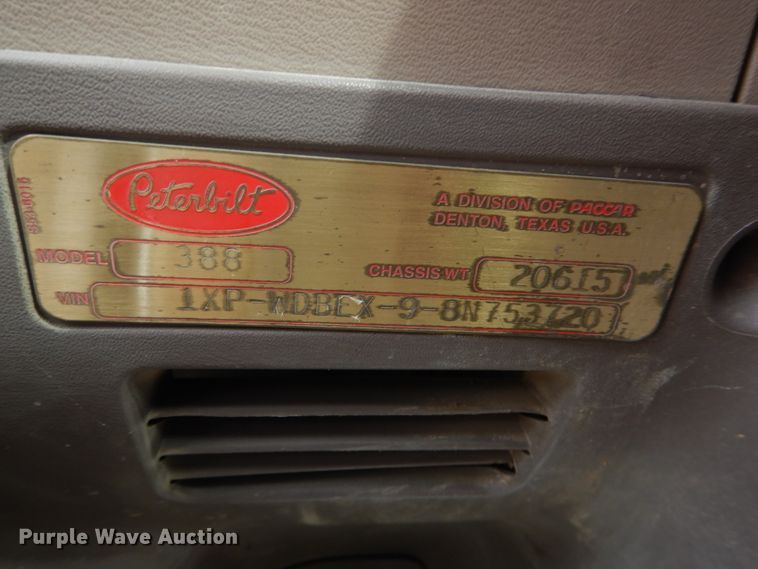 Peterbilt
A DIVISION OF PACCAR
DENTON, TEXAS U.S.A.
MODEL 388
CHASSIS WT 20615
VIN 1XP-WDBEX-9-8N753720
Purple Wave Auction